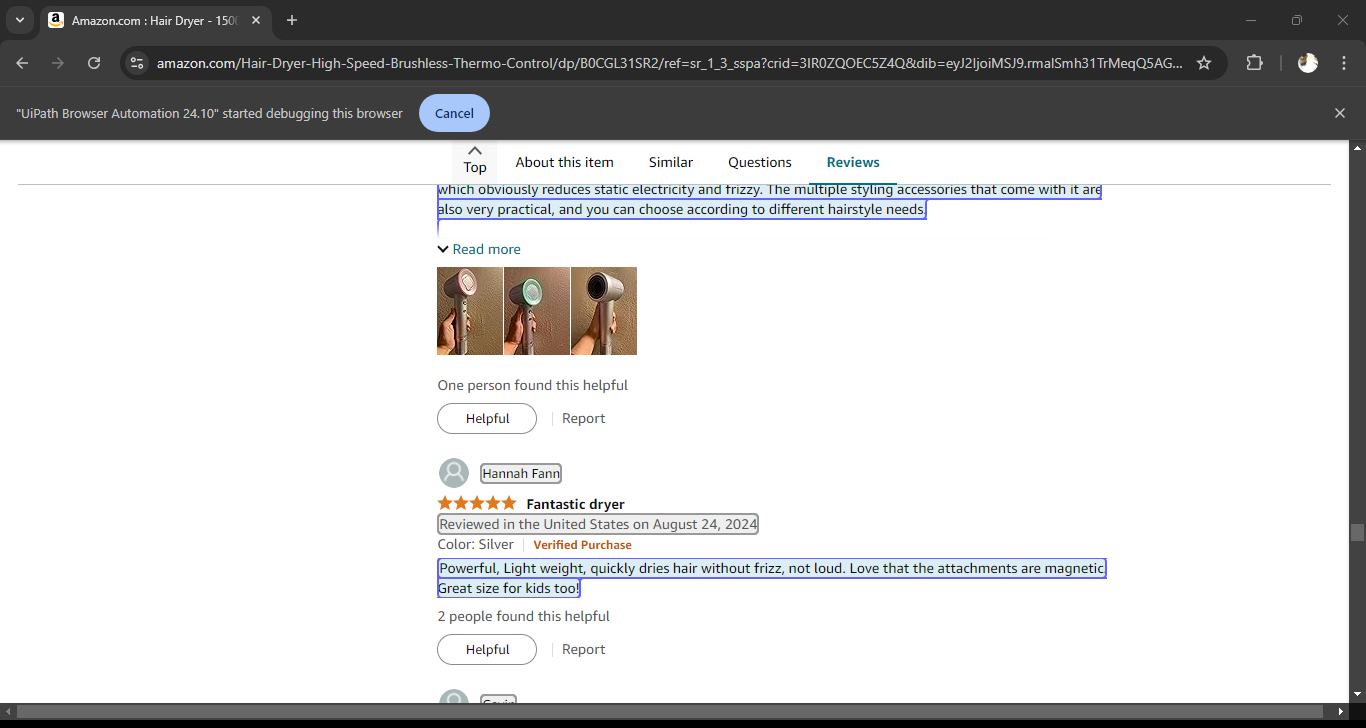 Amazon.com : Hair Dryer - 150
amazon.com/Hair-Dryer-High-Speed-Brushless-Thermo-Control/dp/B0CGL31SR2/ref=sr_1_3_sspa?crid=3IR0ZQOEC5Z4Q&dib=eyJ2IjoiMSJ9.rmalSmh31TrMeqQ5AG...
"UiPath Browser Automation 24.10" started debugging this browser Cancel
Top About this item Similar Questions Reviews
which obviously reduces static electricity and frizzy. The multiple styling accessories that come with it are
also very practical, and you can choose according to different hairstyle needs.
Read more
One person found this helpful
Helpful Report
Hannah Fann
Fantastic dryer
Reviewed in the United States on August 24, 2024
Color: Silver Verified Purchase
Powerful, Light weight, quickly dries hair without frizz, not loud. Love that the attachments are magnetic.
Great size for kids too!
2 people found this helpful
Helpful Report